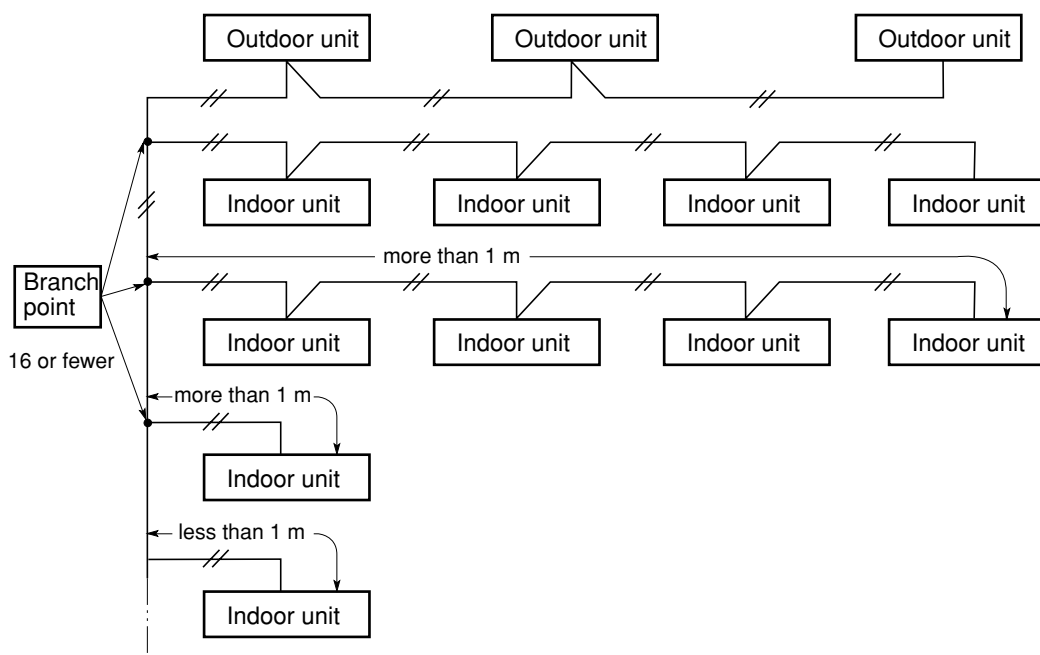 Outdoor unit
Outdoor unit
Outdoor unit
Indoor unit
Indoor unit
Indoor unit
Indoor unit
more than 1 m
Branch
point
16 or fewer
Indoor unit
Indoor unit
Indoor unit
Indoor unit
more than 1 m
Indoor unit
less than 1 m
Indoor unit